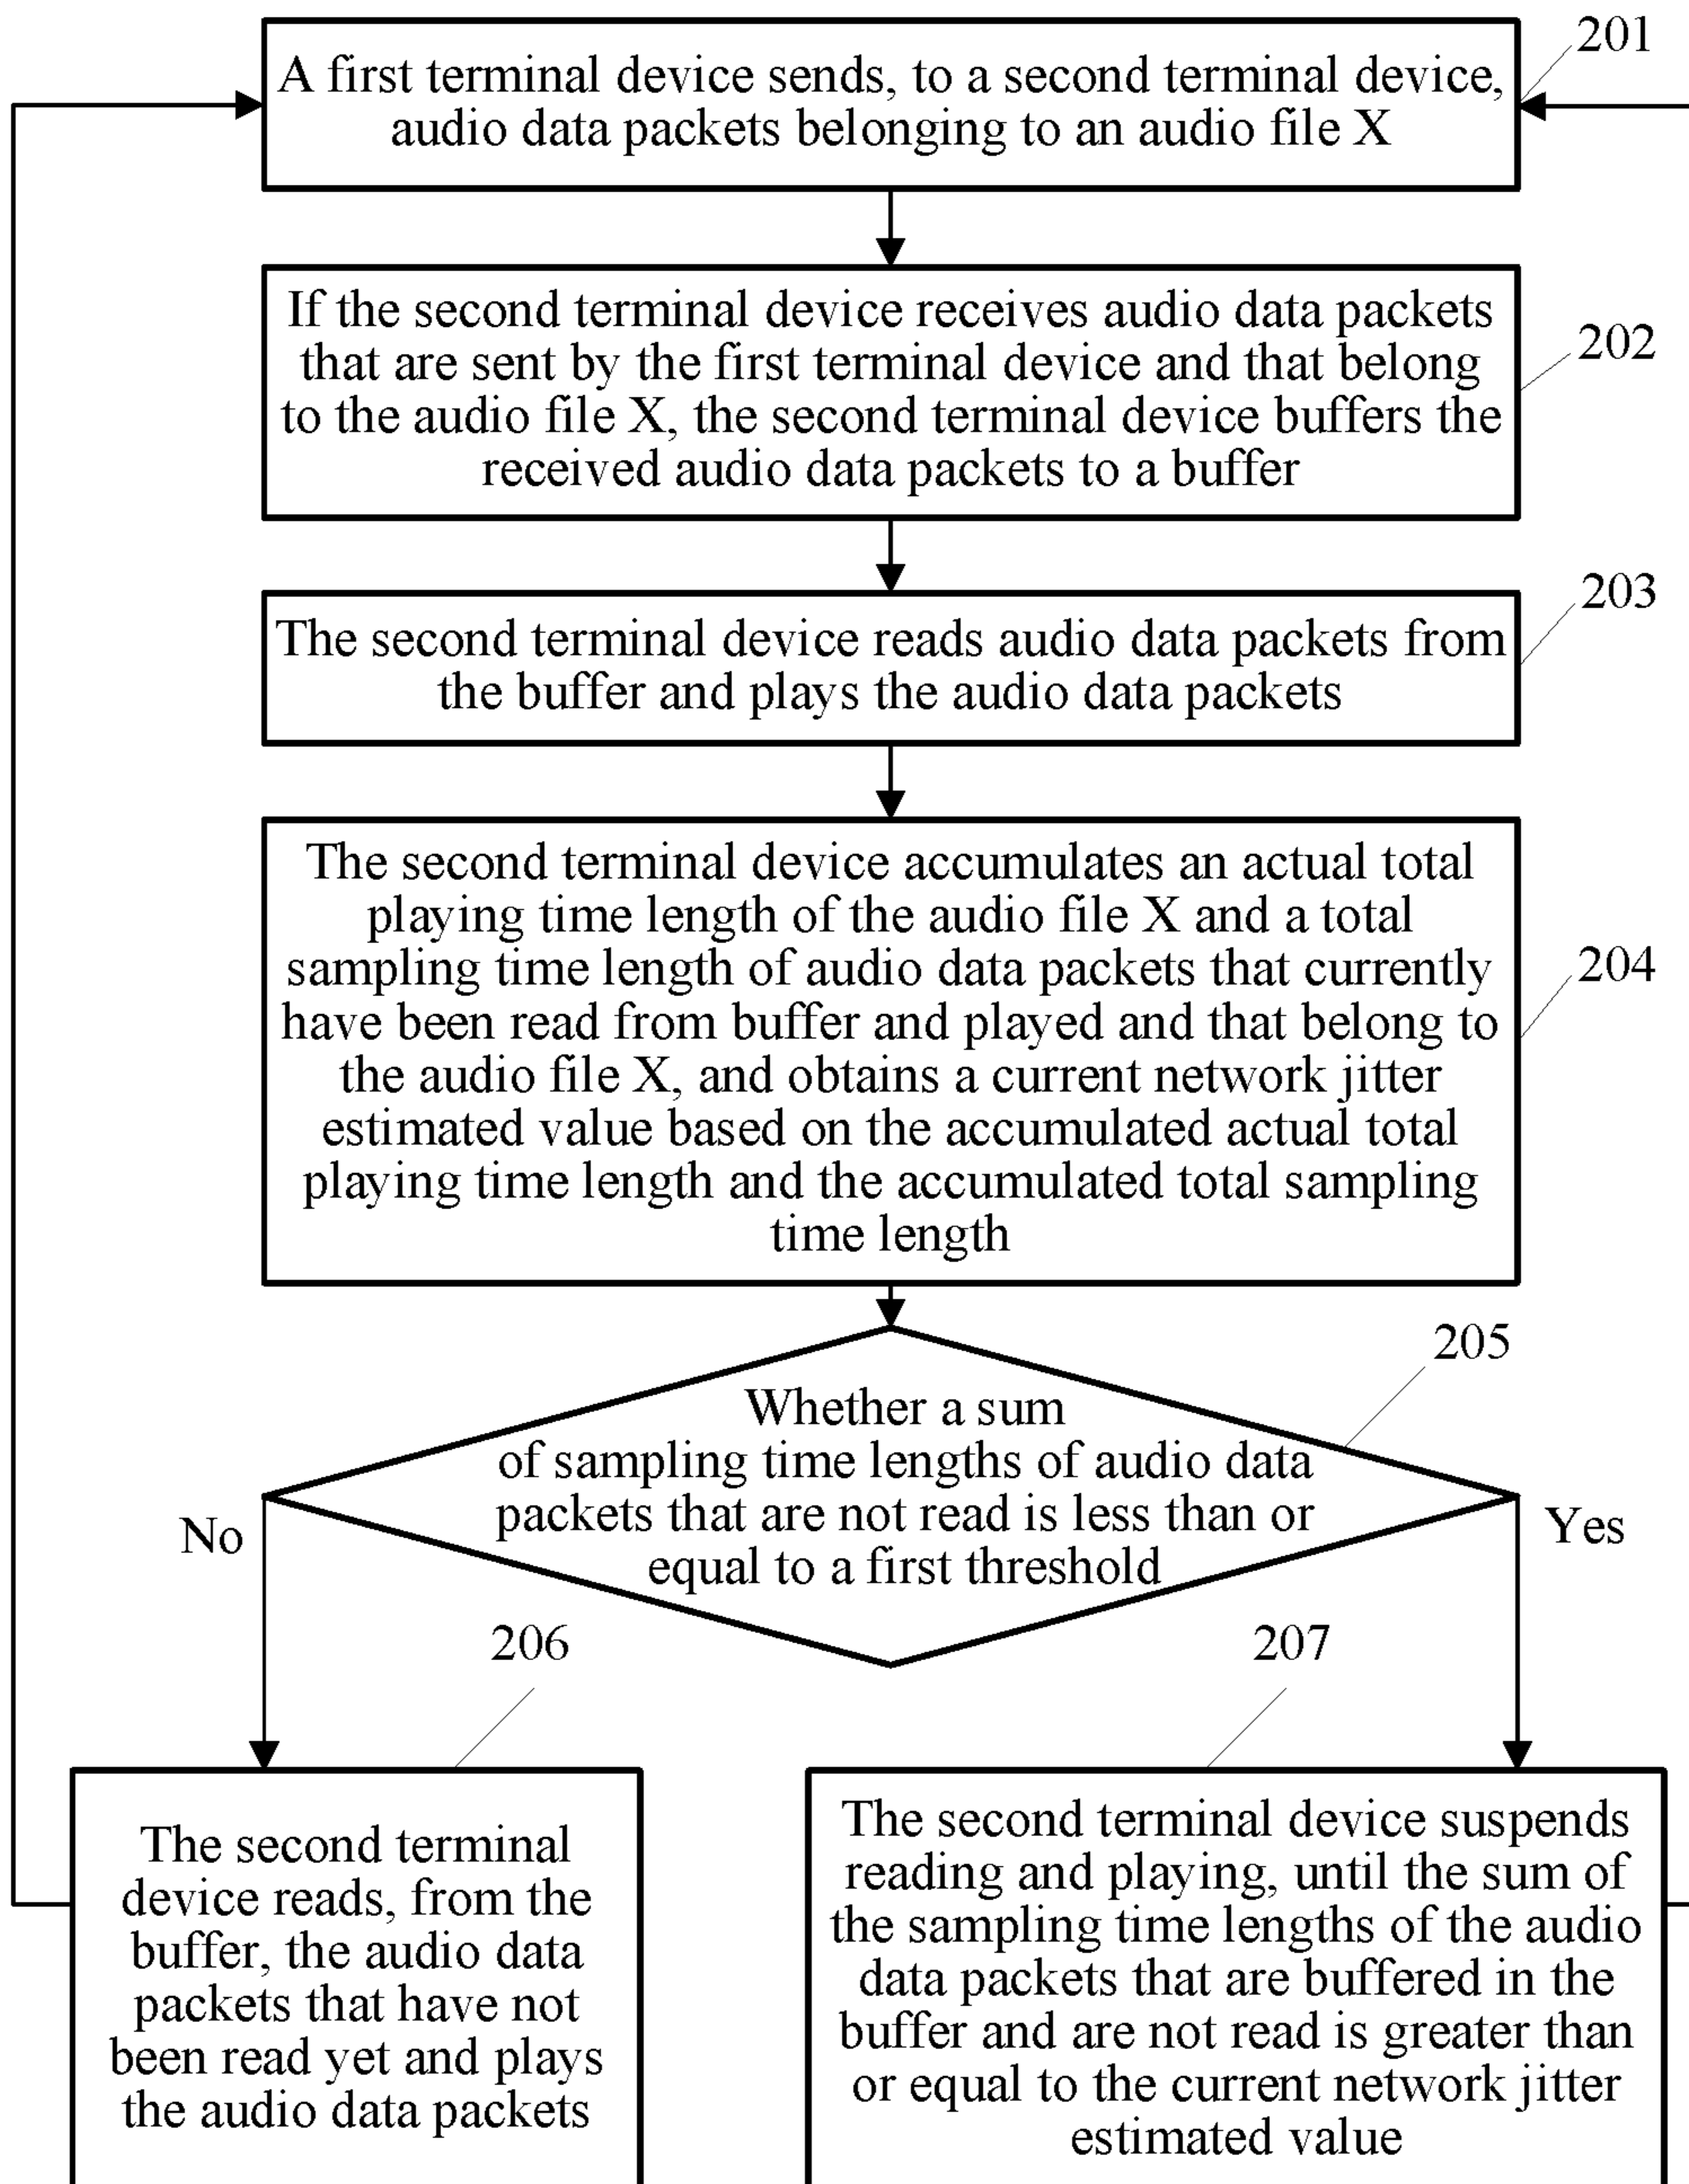 201
A first terminal device sends, to a second terminal device,
audio data packets belonging to an audio file X
If the second terminal device receives audio data packets
that are sent by the first terminal device and that belong
to the audio file X, the second terminal device buffers the
received audio data packets to a buffer
202
203
The second terminal device reads audio data packets from
the buffer and plays the audio data packets
The second terminal device accumulates an actual total
playing time length of the audio file X and a total
sampling time length of audio data packets that currently
have been read from buffer and played and that belong to
the audio file X, and obtains a current network jitter
estimated value based on the accumulated actual total
playing time length and the accumulated total sampling
time length
204
205
Whether a sum
of sampling time lengths of audio data
packets that are not read is less than or
equal to a first threshold
No
Yes
206
207
The second terminal
device reads, from the
buffer, the audio data
packets that have not
been read yet and plays
the audio data packets
The second terminal device suspends
reading and playing, until the sum of
the sampling time lengths of the audio
data packets that are buffered in the
buffer and are not read is greater than
or equal to the current network jitter
estimated value